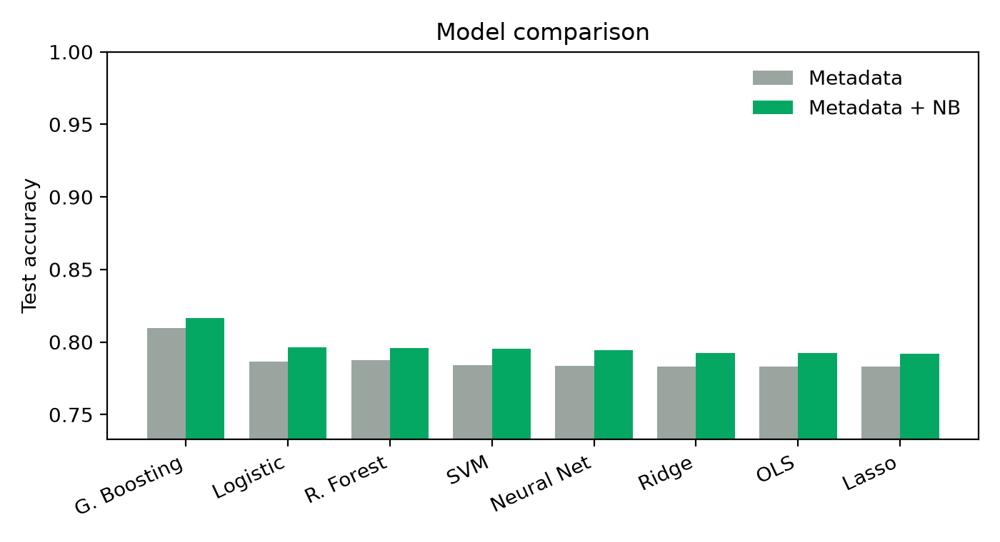 Model comparison
Metadata
Metadata + NB
Test accuracy
1.00
0.95
0.90
0.85
0.80
0.75
G. Boosting
Logistic
R. Forest
SVM
Neural Net
Ridge
OLS
Lasso